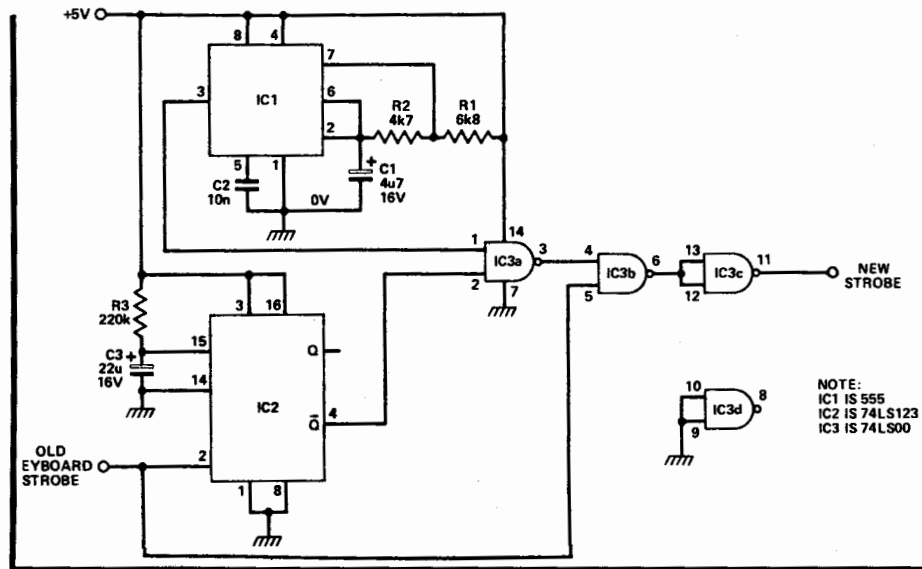 +5V
8
4
7
3
IC1
6
R2
4k7
R1
6k8
2
5
1
C2
10n
0V
+
C1
4u7
16V
1
14
IC3a
3
4
2
7
IC3b
6
5
13
IC3c
11
12
NEW
STROBE
R3
220k
3
16
15
Q
C3
+
22u
16V
14
IC2
Q̅
4
10
IC3d
8
9
NOTE:
IC1 IS 555
IC2 IS 74LS123
IC3 IS 74LS00
OLD
EYBOARD
STROBE
2
1
8